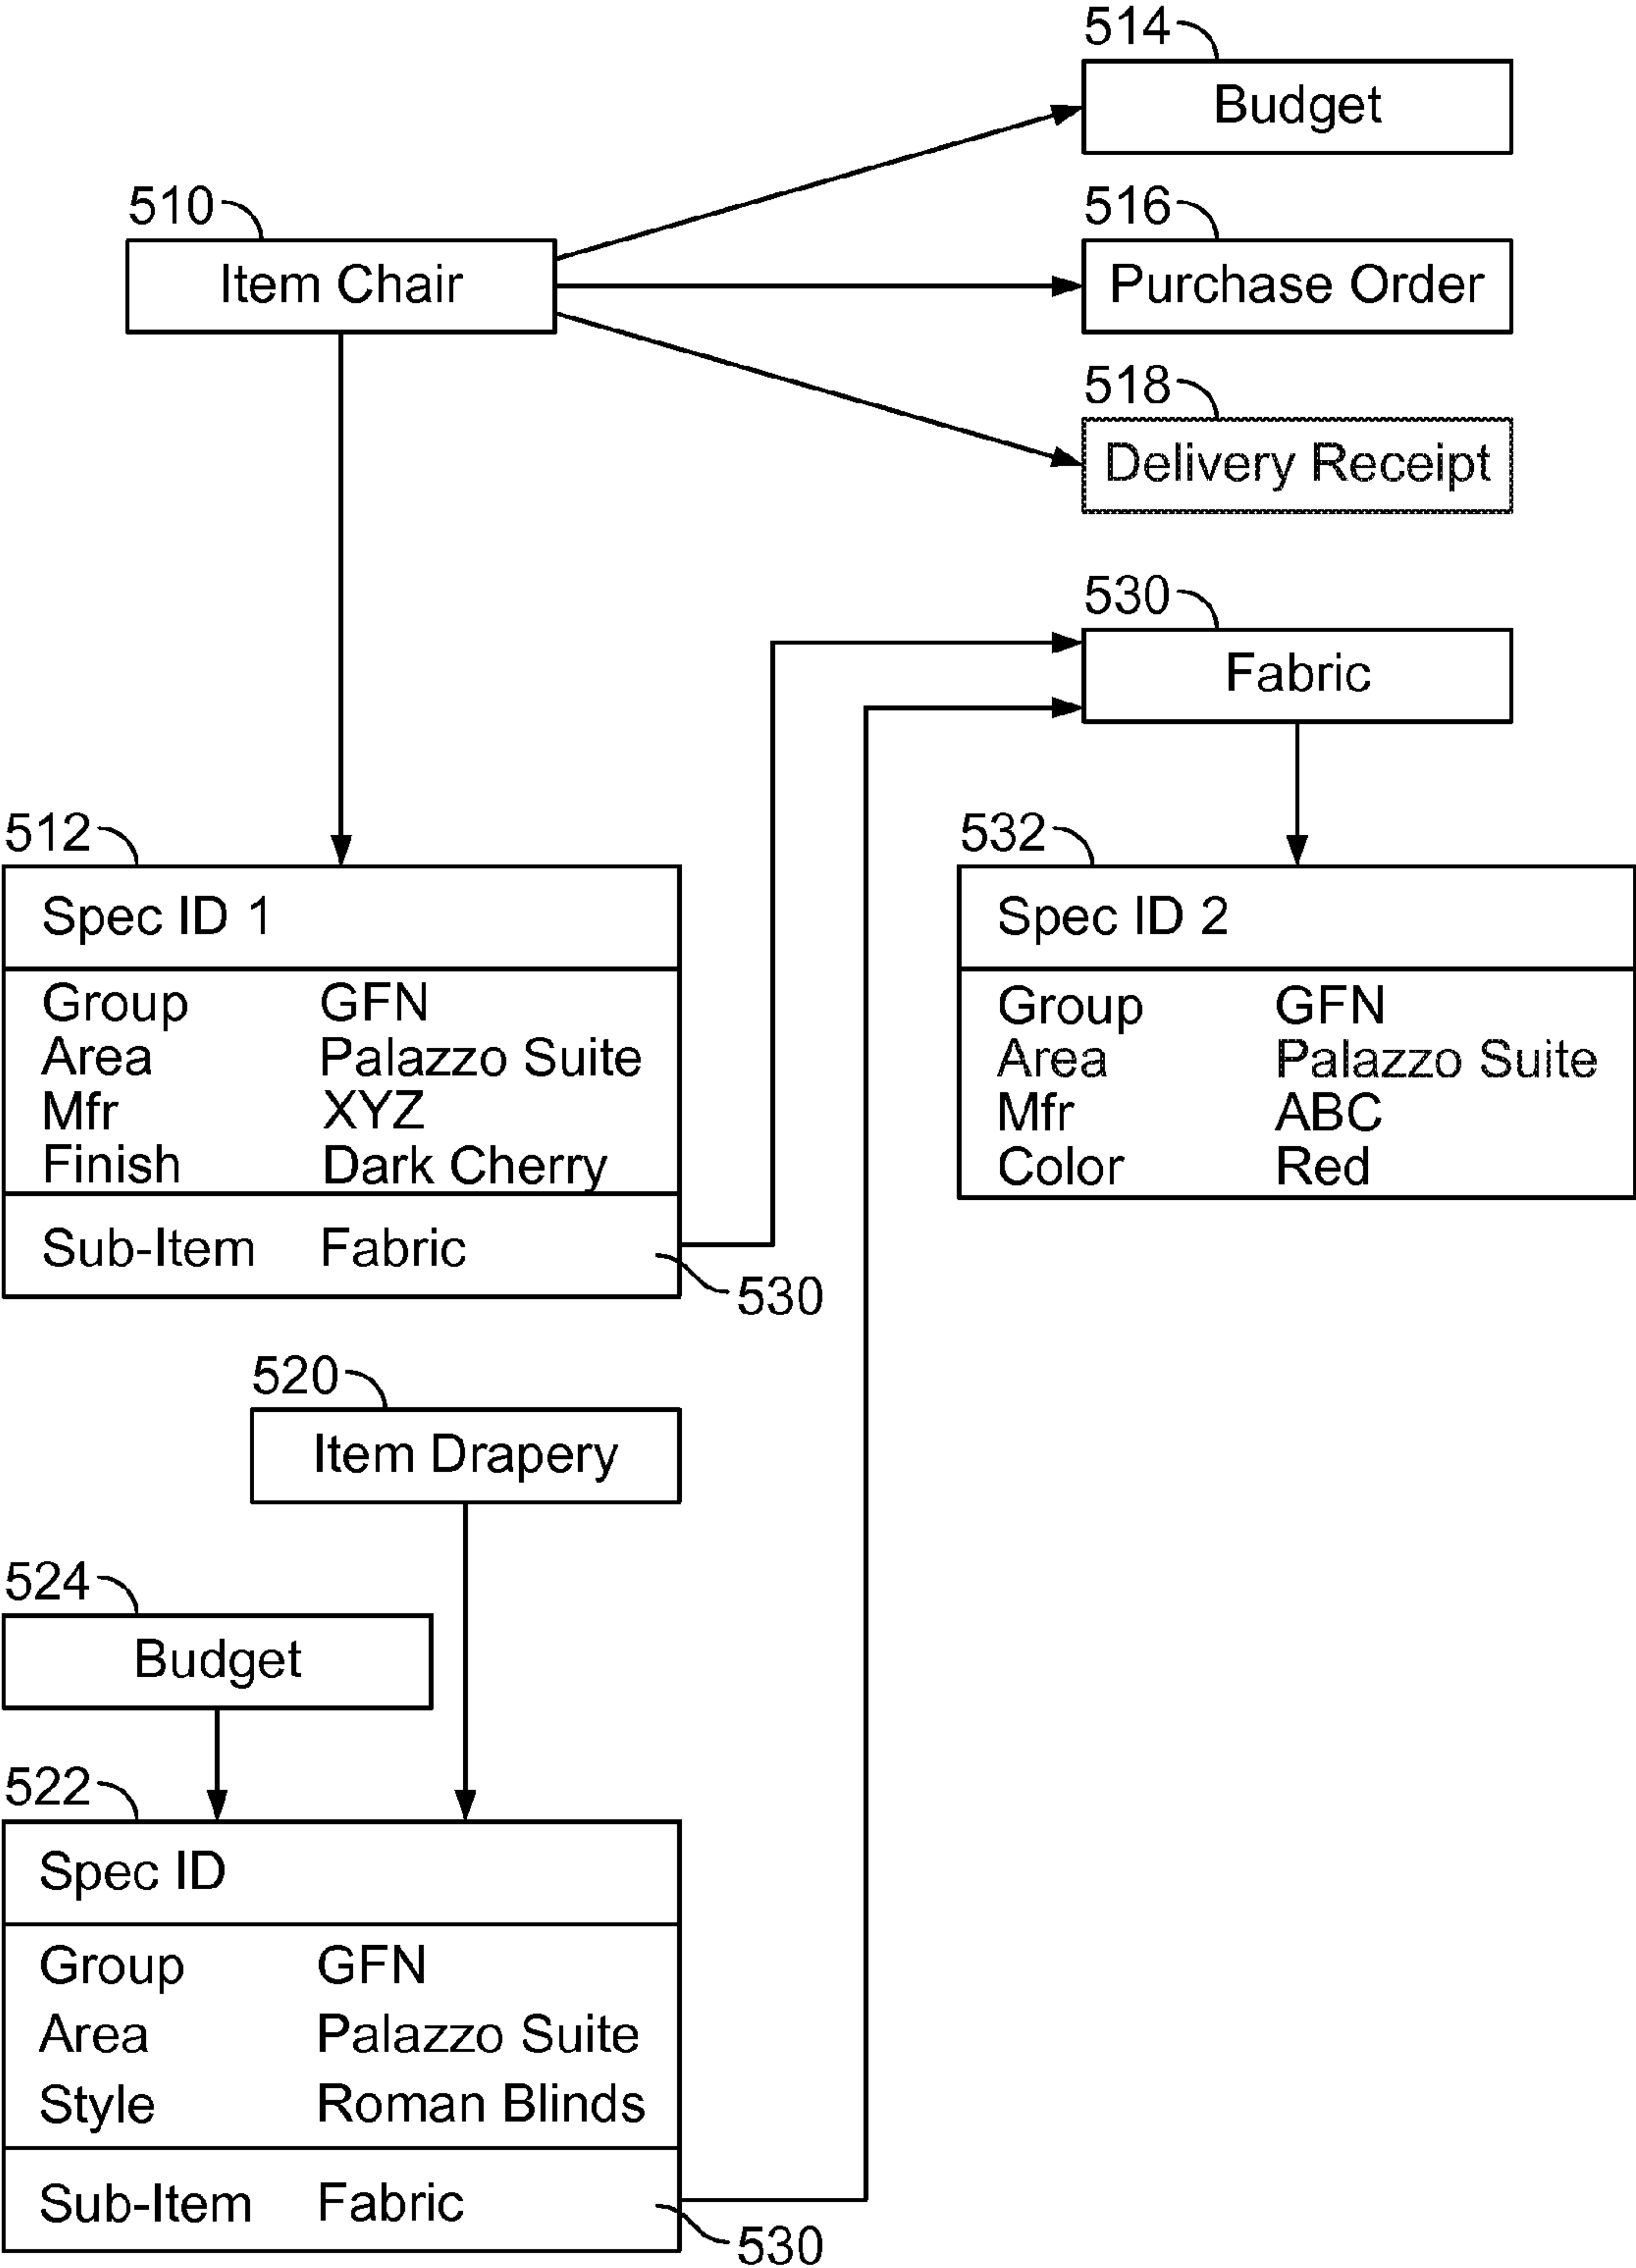 514
Budget
510
Item Chair
516
Purchase Order
518
Delivery Receipt
530
Fabric
512
Spec ID 1
Group GFN
Area Palazzo Suite
Mfr XYZ
Finish Dark Cherry
Sub-Item Fabric
530
532
Spec ID 2
Group GFN
Area Palazzo Suite
Mfr ABC
Color Red
520
Item Drapery
524
Budget
522
Spec ID
Group GFN
Area Palazzo Suite
Style Roman Blinds
Sub-Item Fabric
530